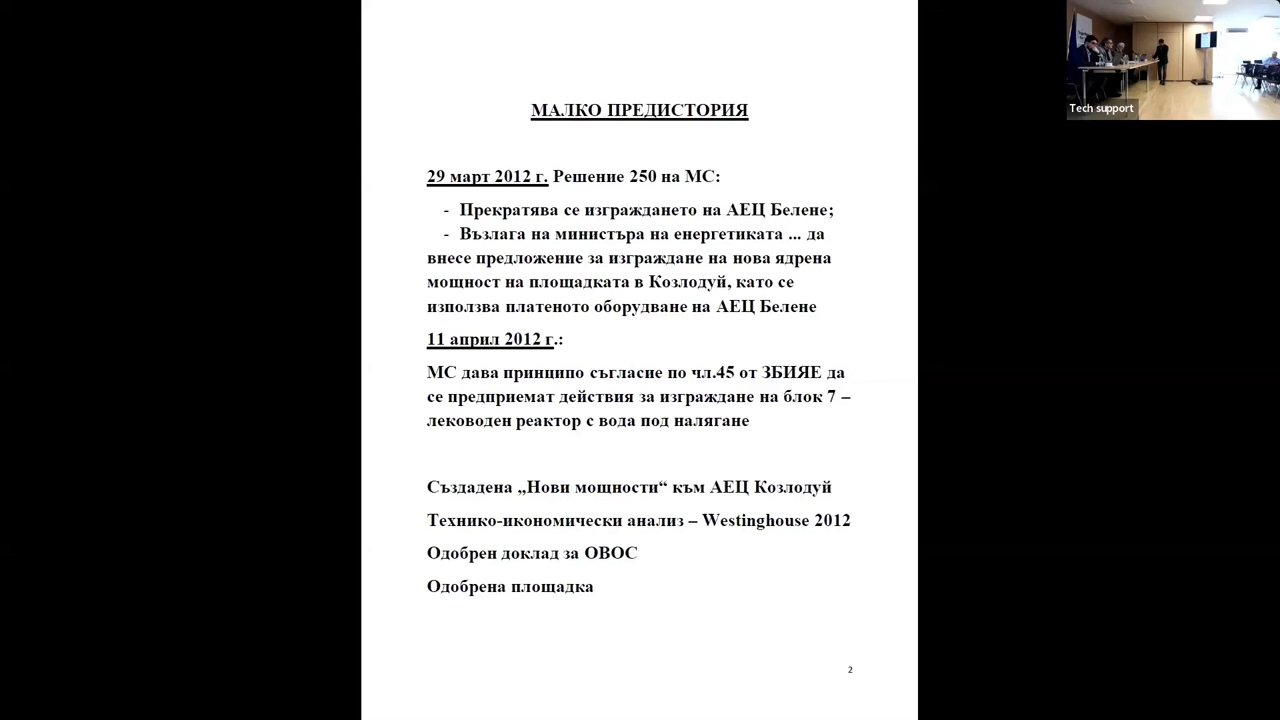 МАЛКО ПРЕДИСТОРИЯ
29 март 2012 г. Решение 250 на МС:
- Прекратява се изграждането на АЕЦ Белене;
- Възлага на министъра на енергетиката ... да
внесе предложение за изграждане на нова ядрена
мощност на площадката в Козлодуй, като се
използва платеното оборудване на АЕЦ Белене
11 април 2012 г.:
МС дава принципо съгласие по чл.45 от ЗБИЯЕ да
се предприемат действия за изграждане на блок 7 –
леководен реактор с вода под налягане
Създадена „Нови мощности“ към АЕЦ Козлодуй
Технико-икономически анализ – Westinghouse 2012
Одобрен доклад за ОВОС
Одобрена площадка
2
Tech support